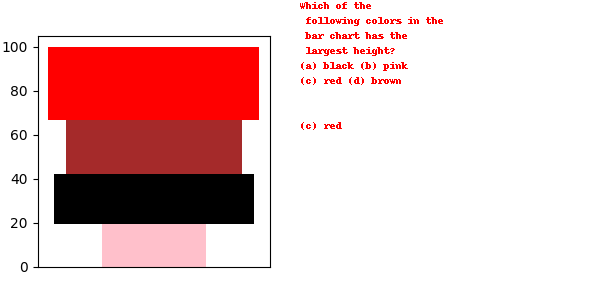 Which of the
following colors in the
bar chart has the
largest height?
(a) black (b) pink
(c) red (d) brown
(c) red
100
80
60
40
20
0